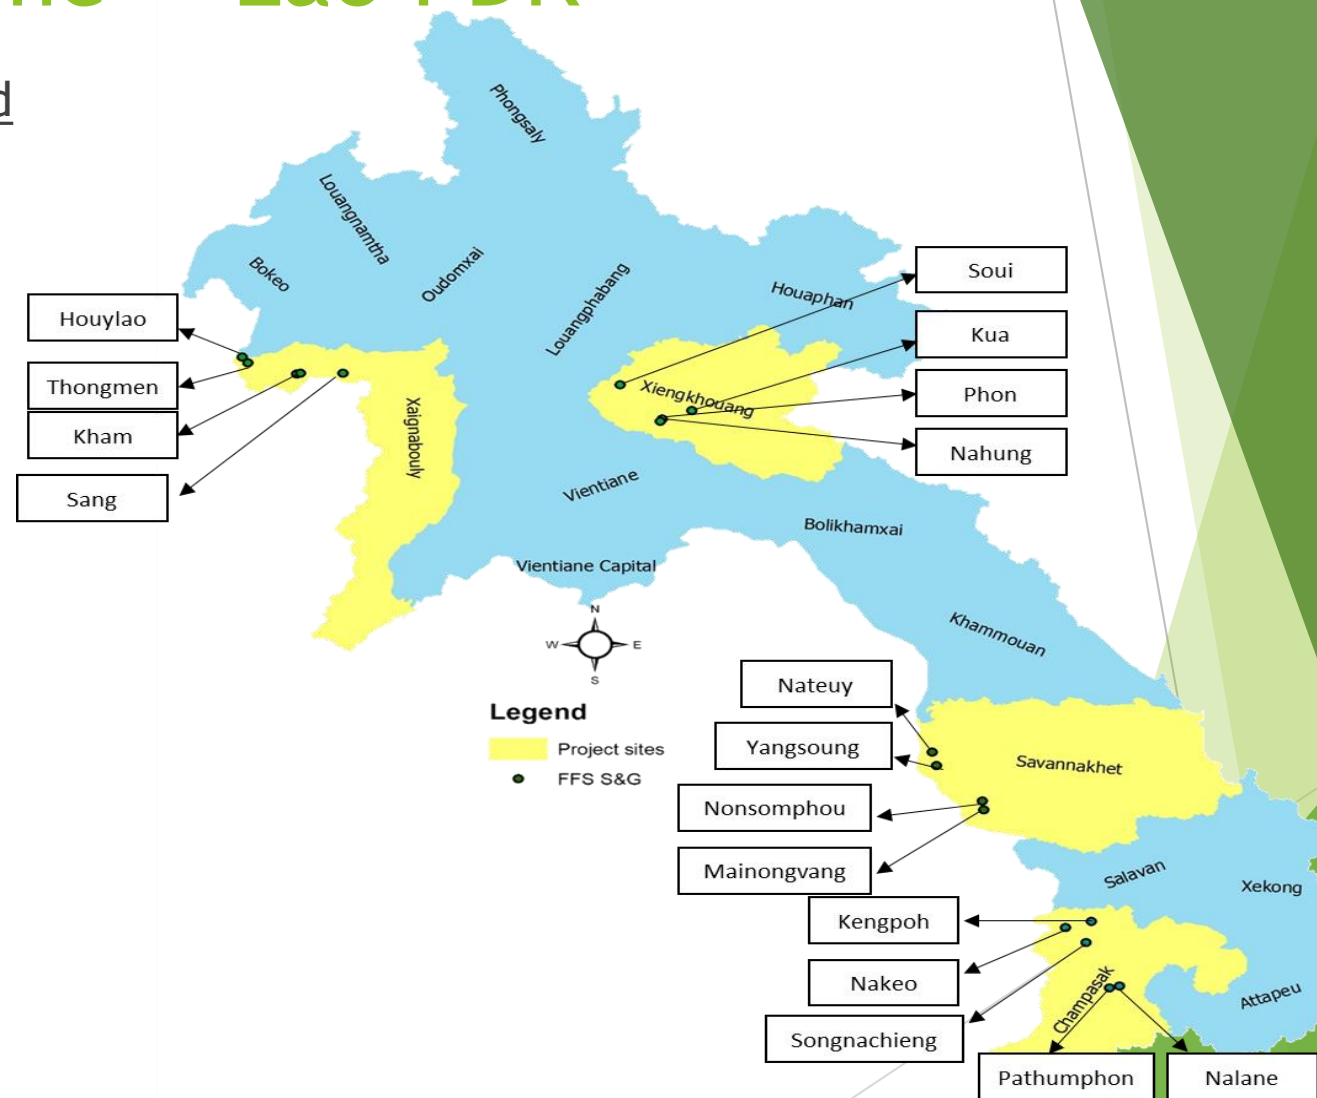 Lao PDR
Phongsaly
Louangnamtha
Bokeo
Oudomxai
Louangphabang
Houaphan
Soui
Houylao
Kua
Thongmen
Xiengkhouang
Phon
Kham
Xaignabouly
Nahung
Sang
Vientiane
Bolikhamxai
Vientiane Capital
N
W
E
S
Khammouan
Nateuy
Legend
Project sites
FFS S&G
Yangsoung
Savannakhet
Nonsomphou
Mainongvang
Salavan
Xekong
Kengpoh
Nakeo
Champasak
Attapeu
Songnachieng
Pathumphon
Nalane